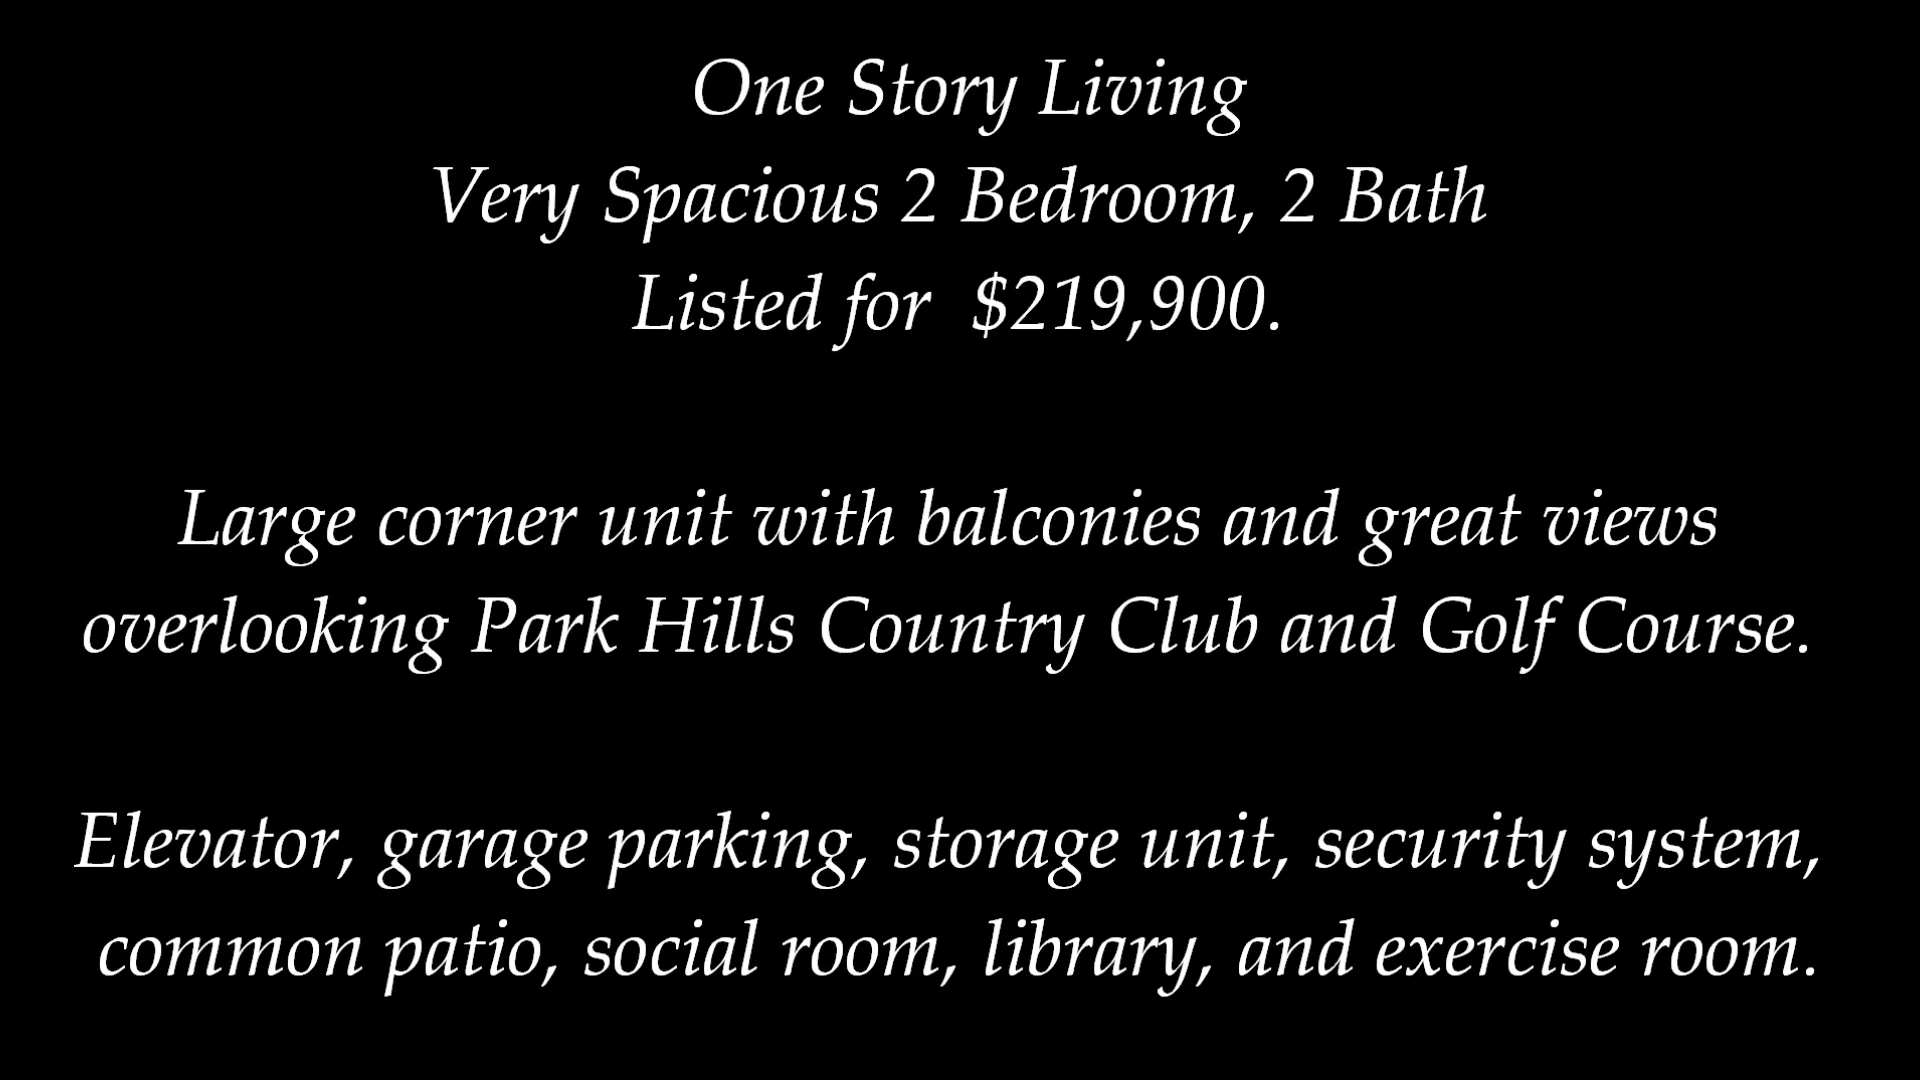 One Story Living
Very Spacious 2 Bedroom, 2 Bath
Listed for  $219,900.
Large corner unit with balconies and great views
overlooking Park Hills Country Club and Golf Course.
Elevator, garage parking, storage unit, security system,
common patio, social room, library, and exercise room.